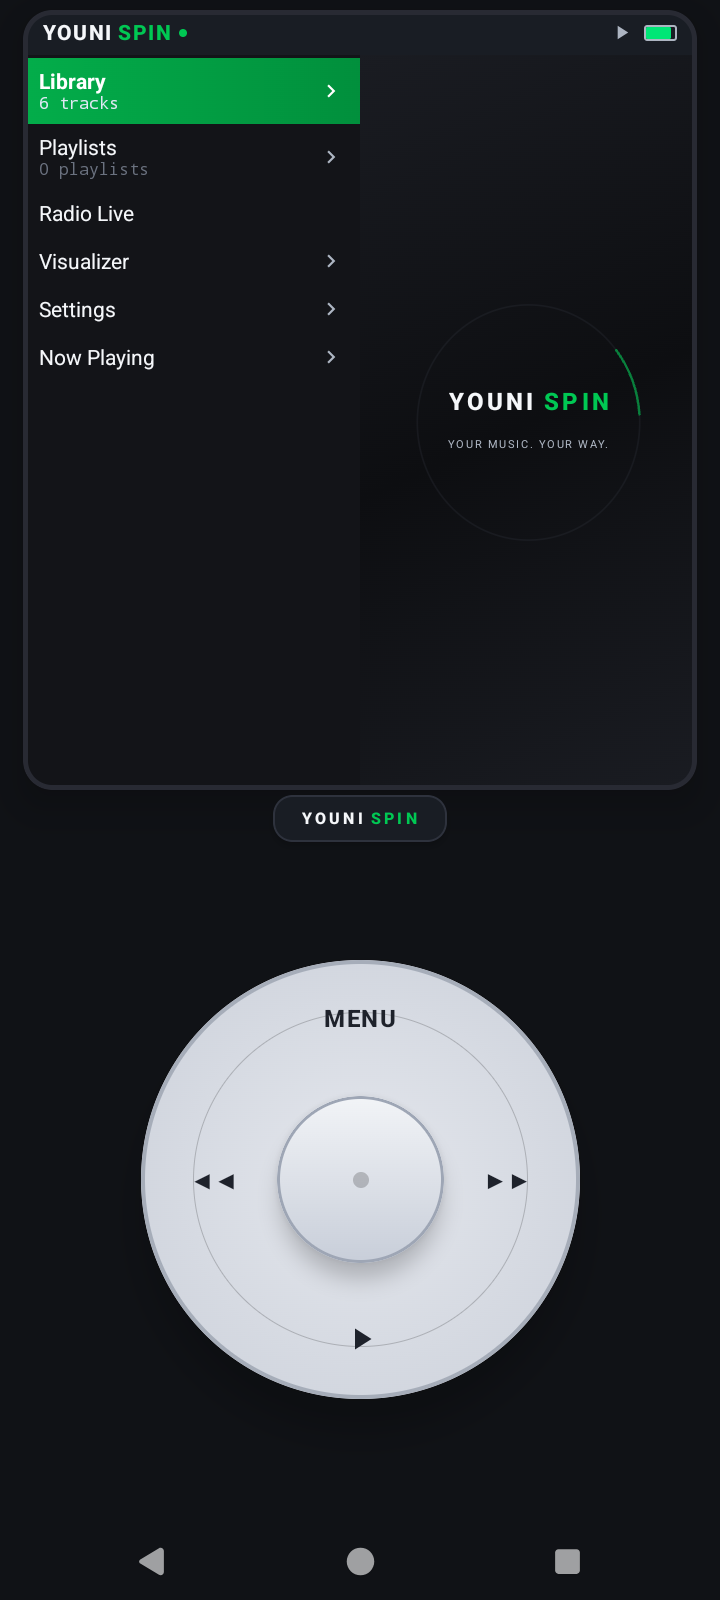 YOUNI SPIN
Library
6 tracks
Playlists
0 playlists
Radio Live
Visualizer
Settings
Now Playing
YOUNI SPIN
YOUR MUSIC. YOUR WAY.
YOUNI SPIN
MENU